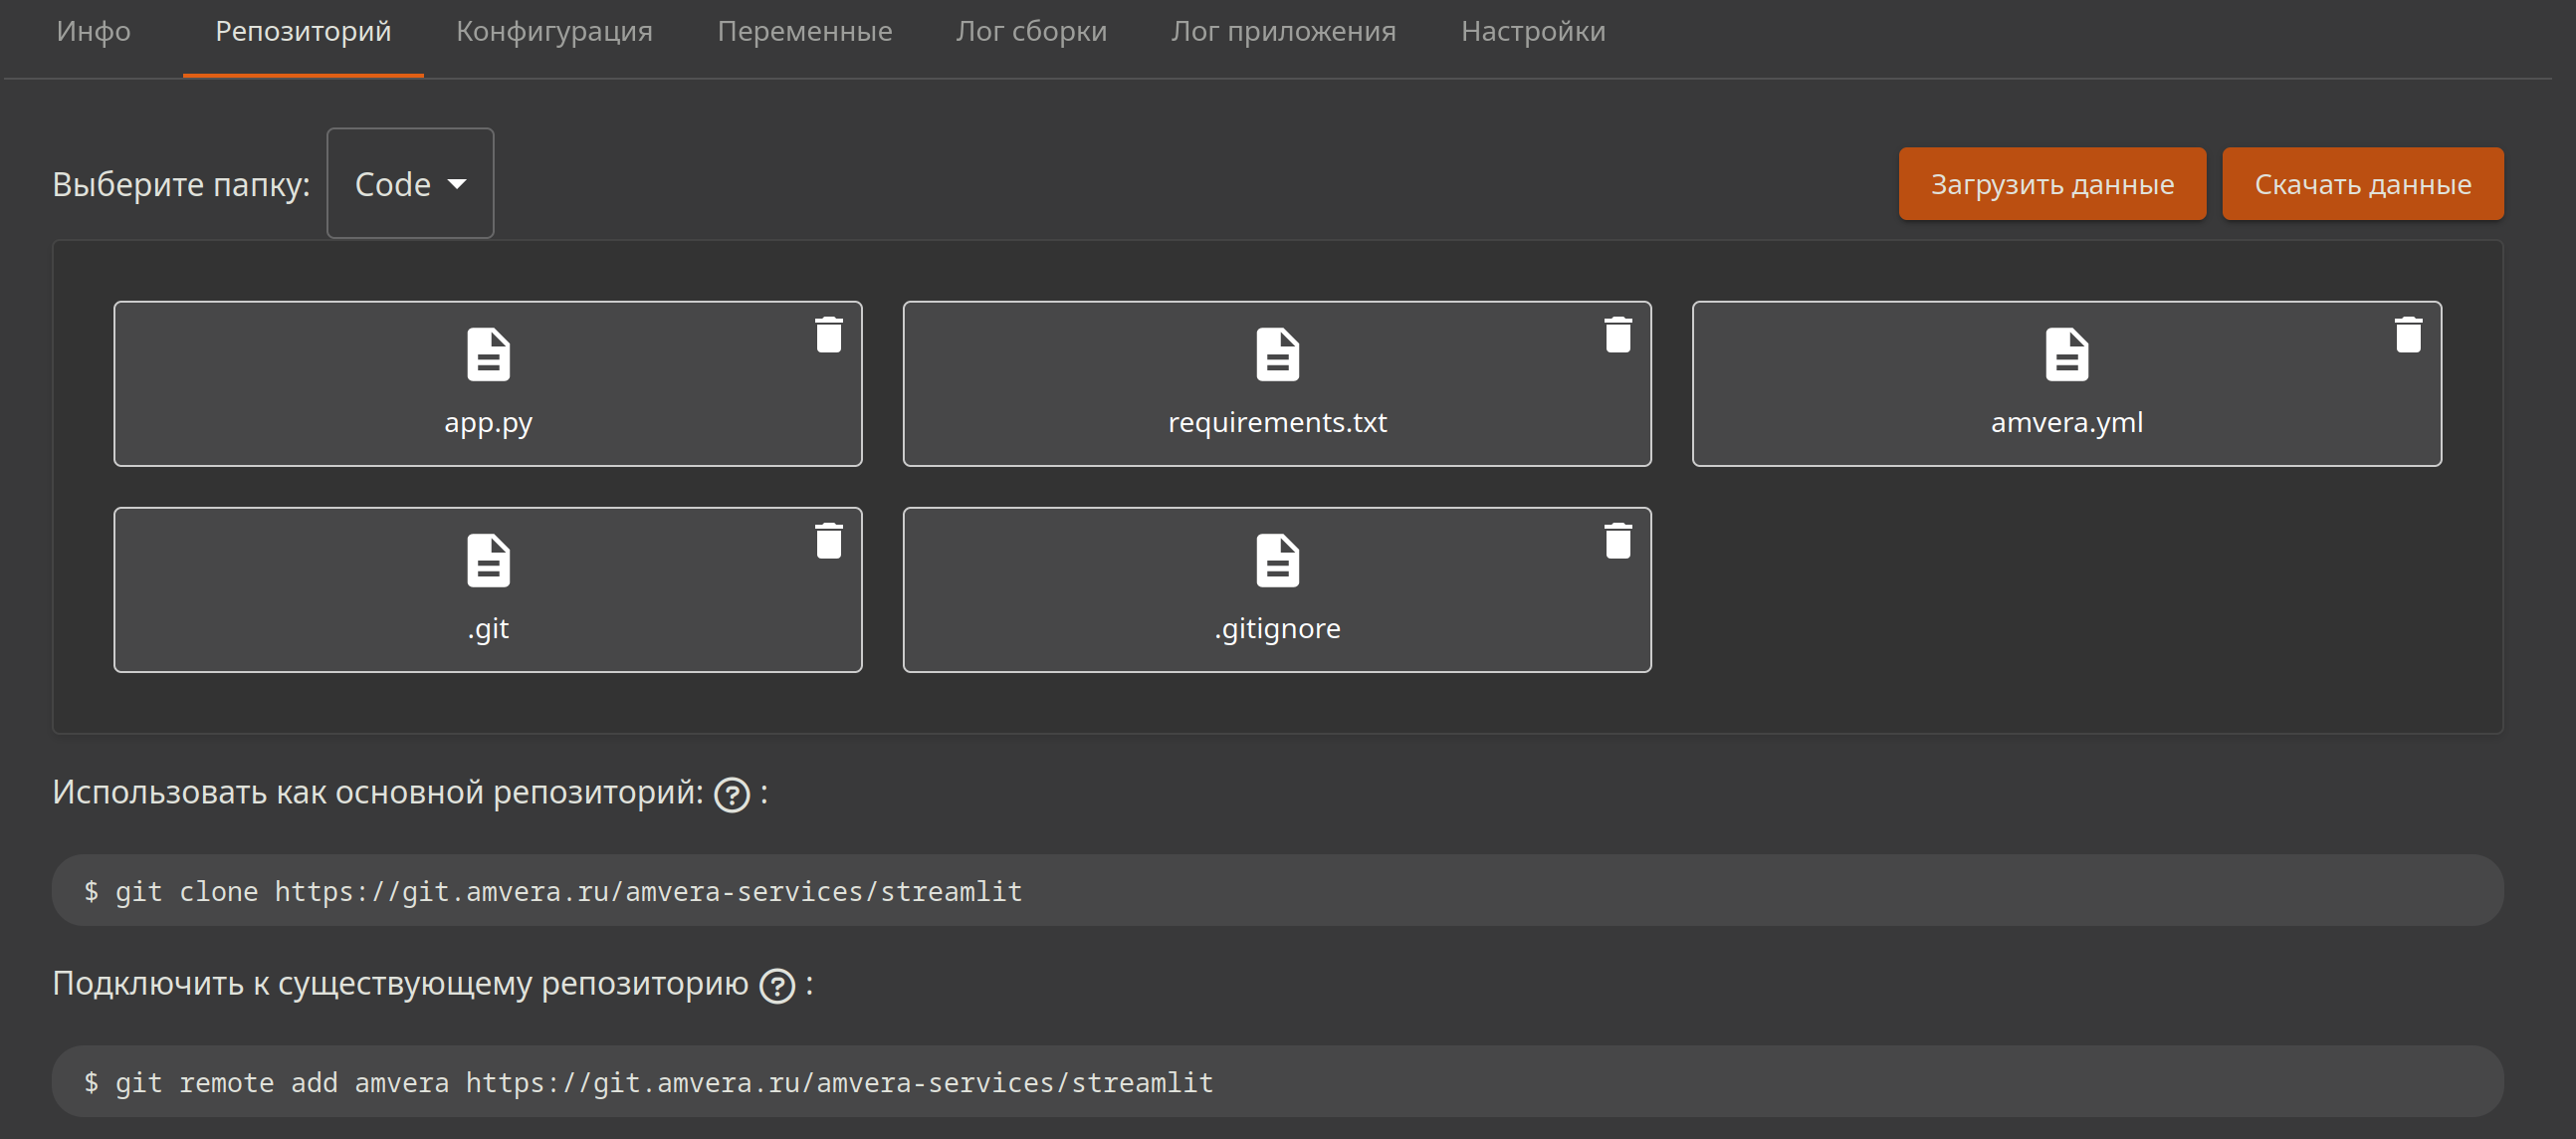 Инфо Репозиторий Конфигурация Переменные Лог сборки Лог приложения Настройки
Выберите папку: Code Загрузить данные Скачать данные
app.py requirements.txt amvera.yml
.git .gitignore
Использовать как основной репозиторий: ? :
$ git clone https://git.amvera.ru/amvera-services/streamlit
Подключить к существующему репозиторию ? :
$ git remote add amvera https://git.amvera.ru/amvera-services/streamlit